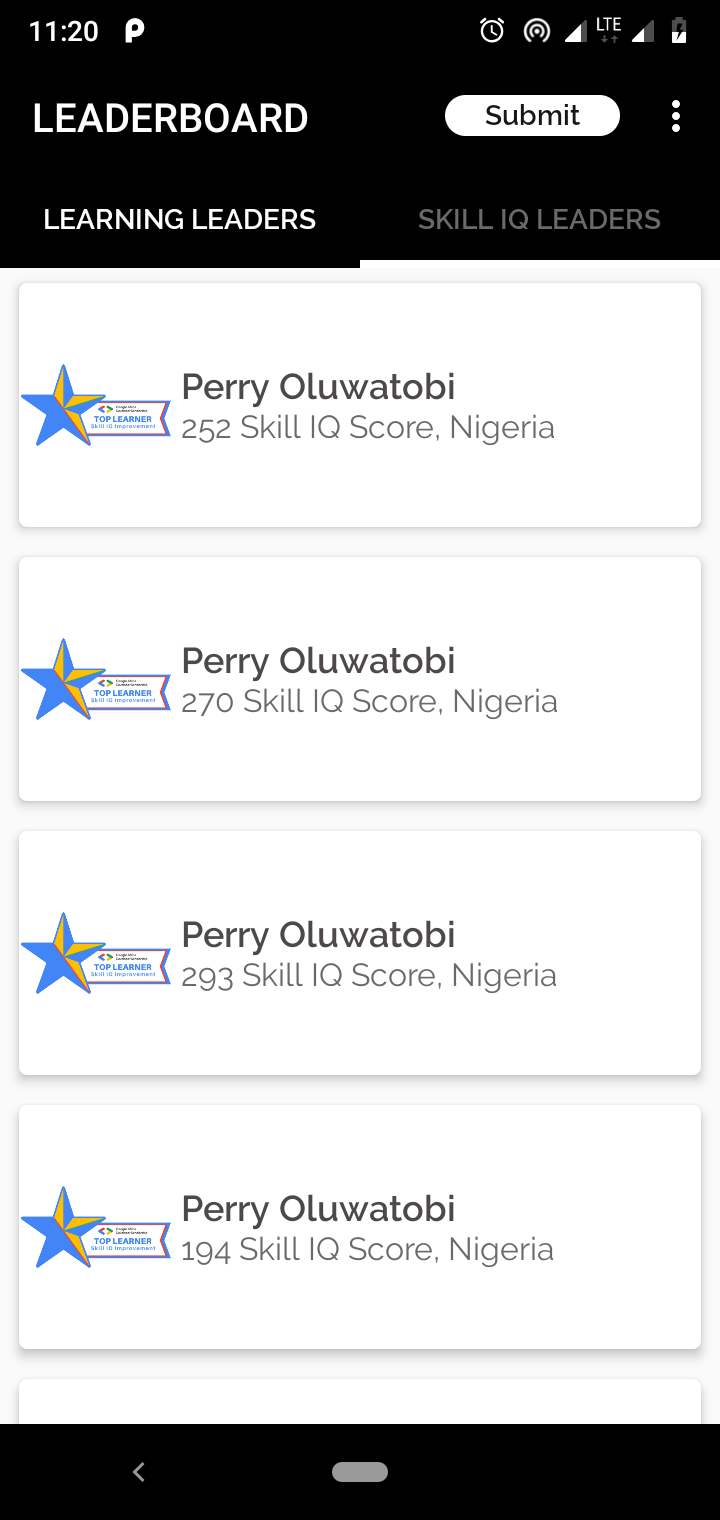 11:20
LTE
LEADERBOARD
Submit
LEARNING LEADERS
SKILL IQ LEADERS
Perry Oluwatobi
252 Skill IQ Score, Nigeria
TOP LEARNER
Skill IQ Improvement
Perry Oluwatobi
270 Skill IQ Score, Nigeria
TOP LEARNER
Skill IQ Improvement
Perry Oluwatobi
293 Skill IQ Score, Nigeria
TOP LEARNER
Skill IQ Improvement
Perry Oluwatobi
194 Skill IQ Score, Nigeria
TOP LEARNER
Skill IQ Improvement